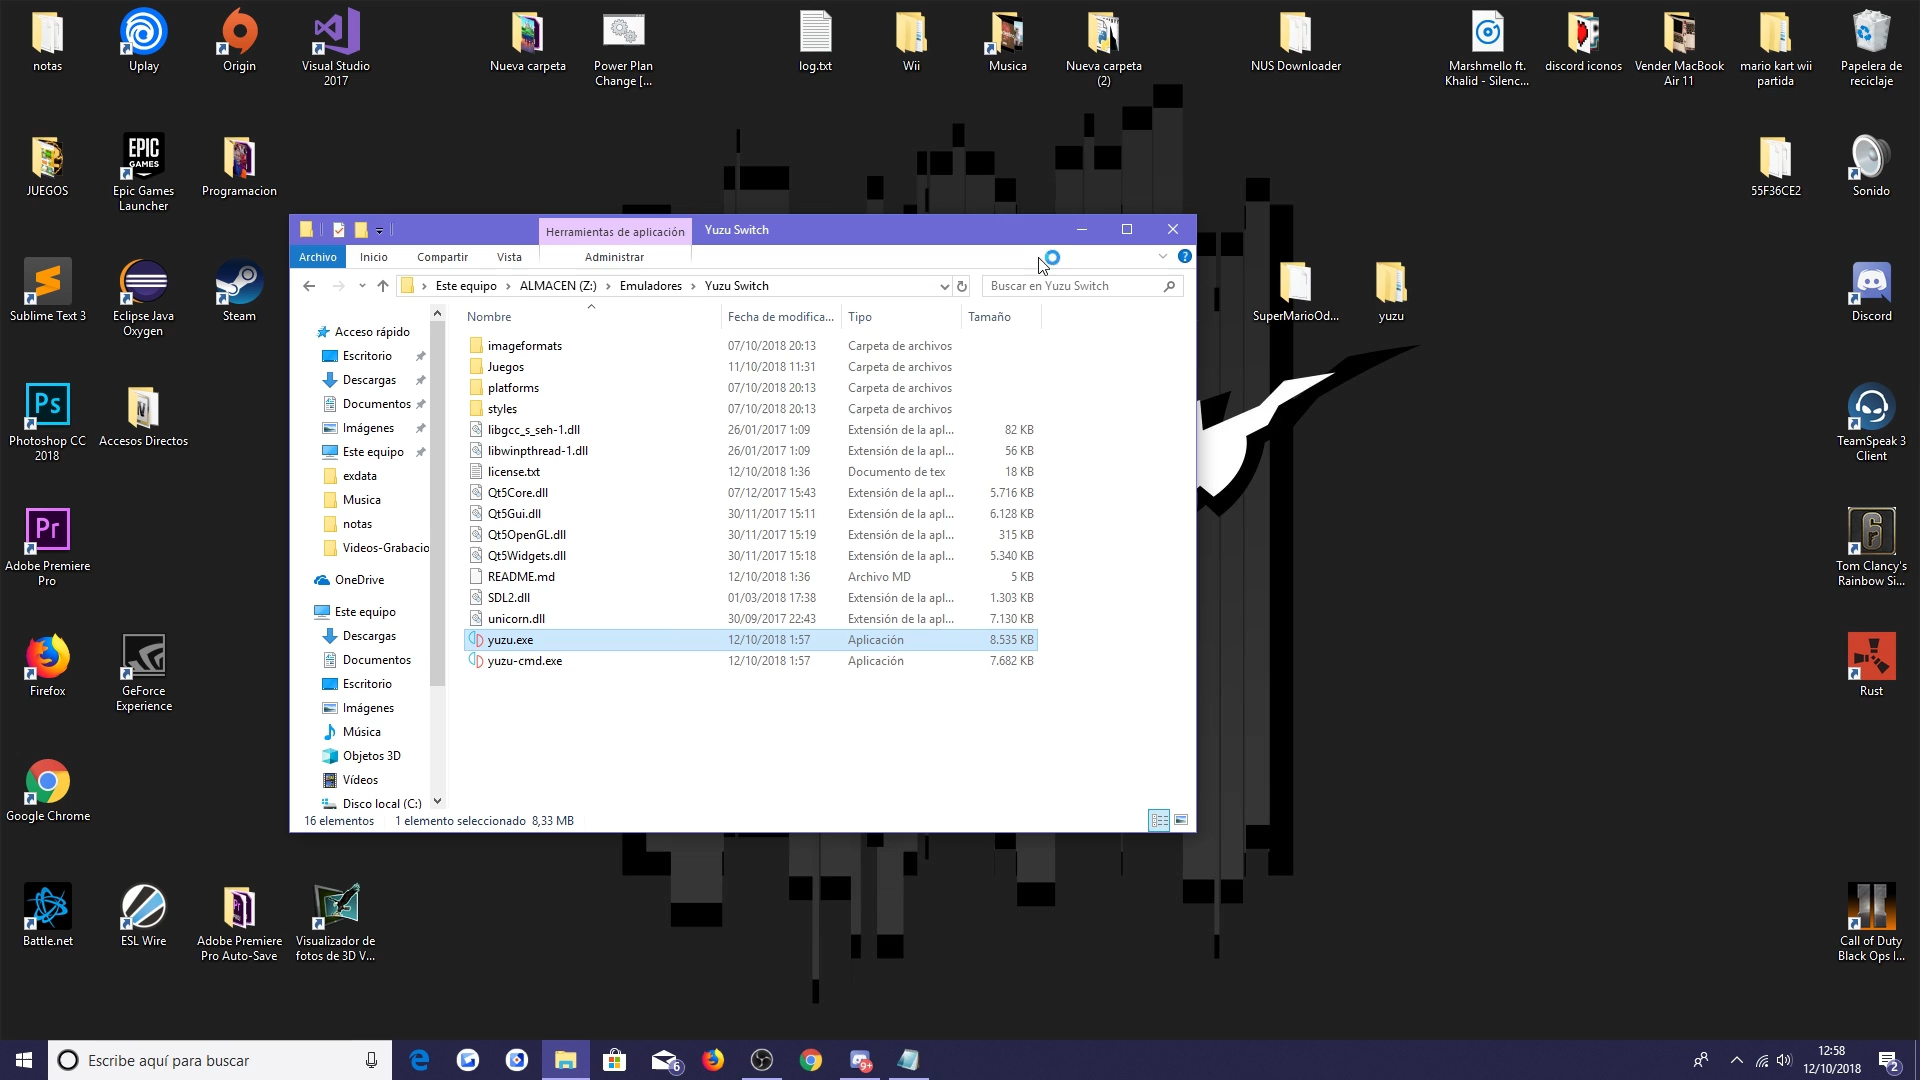 notas
Uplay
Origin
Visual Studio
2017
Nueva carpeta
Power Plan
Change [...
log.txt
Wii
Musica
Nueva carpeta
(2)
NUS Downloader
Marshmello ft.
Khalid - Silenc...
discord iconos
Vender MacBook
Air 11
mario kart wii
partida
Papelera de
reciclaje
JUEGOS
EPIC
GAMES
Epic Games
Launcher
Programacion
55F36CE2
Sonido
Sublime Text 3
Eclipse Java
Oxygen
Steam
SuperMarioOd...
yuzu
Discord
Ps
Photoshop CC
2018
Accesos Directos
TeamSpeak 3
Client
Pr
Adobe Premiere
Pro
6
Tom Clancy's
Rainbow Si...
Firefox
GeForce
Experience
Rust
Google Chrome
Battle.net
ESL Wire
Adobe Premiere
Pro Auto-Save
Visualizador de
fotos de 3D V...
Call of Duty
Black Ops I...
Herramientas de aplicación
Yuzu Switch
Archivo
Inicio
Compartir
Vista
Administrar
Este equipo
ALMACEN (Z:)
Emuladores
Yuzu Switch
Buscar en Yuzu Switch
Acceso rápido
Escritorio
Descargas
Documentos
Imágenes
Este equipo
exdata
Musica
notas
Videos-Grabacio
OneDrive
Este equipo
Descargas
Documentos
Escritorio
Imágenes
Música
Objetos 3D
Vídeos
Disco local (C:)
Nombre Fecha de modifica... Tipo Tamaño
imageformats 07/10/2018 20:13 Carpeta de archivos
Juegos 11/10/2018 11:31 Carpeta de archivos
platforms 07/10/2018 20:13 Carpeta de archivos
styles 07/10/2018 20:13 Carpeta de archivos
libgcc_s_seh-1.dll 26/01/2017 1:09 Extensión de la apl... 82 KB
libwinpthread-1.dll 26/01/2017 1:09 Extensión de la apl... 56 KB
license.txt 12/10/2018 1:36 Documento de tex 18 KB
Qt5Core.dll 07/12/2017 15:43 Extensión de la apl... 5.716 KB
Qt5Gui.dll 30/11/2017 15:11 Extensión de la apl... 6.128 KB
Qt5OpenGL.dll 30/11/2017 15:19 Extensión de la apl... 315 KB
Qt5Widgets.dll 30/11/2017 15:18 Extensión de la apl... 5.340 KB
README.md 12/10/2018 1:36 Archivo MD 5 KB
SDL2.dll 01/03/2018 17:38 Extensión de la apl... 1.303 KB
unicorn.dll 30/09/2017 22:43 Extensión de la apl... 7.130 KB
yuzu.exe 12/10/2018 1:57 Aplicación 8.535 KB
yuzu-cmd.exe 12/10/2018 1:57 Aplicación 7.682 KB
16 elementos 1 elemento seleccionado 8,33 MB
Escribe aquí para buscar
6
9+
12:58
12/10/2018
2